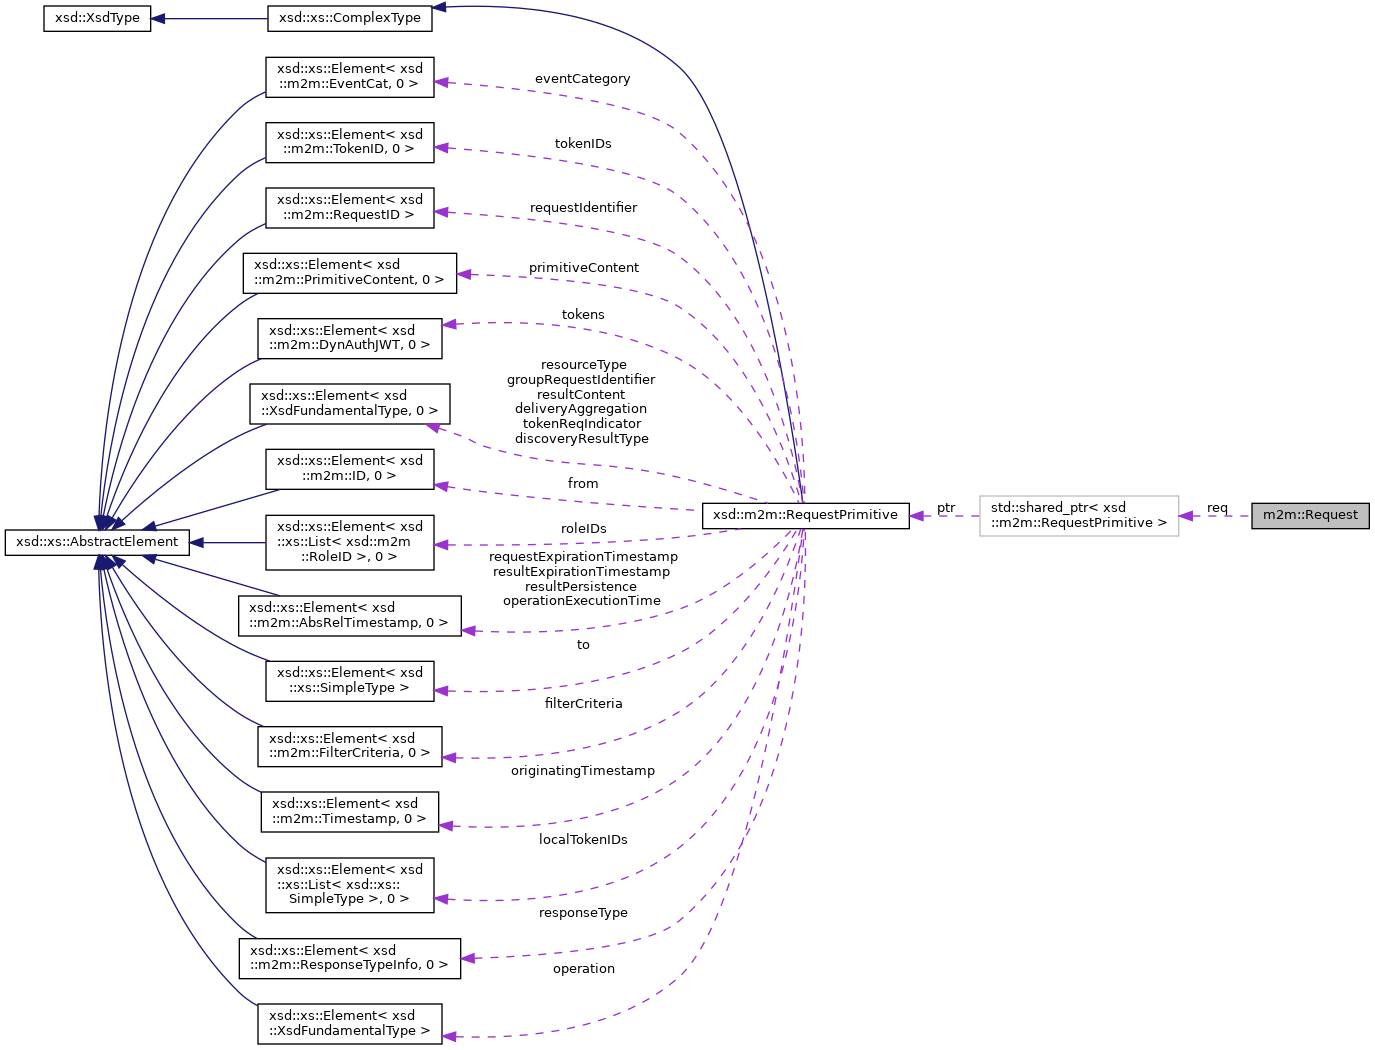 xsd::XsdType
xsd::xs::ComplexType
xsd::xs::Element< xsd
::m2m::EventCat, 0 >
eventCategory
xsd::xs::Element< xsd
::m2m::TokenID, 0 >
tokenIDs
xsd::xs::Element< xsd
::m2m::RequestID >
requestIdentifier
xsd::xs::Element< xsd
::m2m::PrimitiveContent, 0 >
primitiveContent
xsd::xs::Element< xsd
::m2m::DynAuthJWT, 0 >
tokens
xsd::xs::Element< xsd
::XsdFundamentalType, 0 >
resourceType
groupRequestIdentifier
resultContent
deliveryAggregation
tokenReqIndicator
discoveryResultType
xsd::xs::Element< xsd
::m2m::ID, 0 >
from
xsd::xs::AbstractElement
xsd::xs::Element< xsd
::xs::List< xsd::m2m
::RoleID >, 0 >
roleIDs
xsd::m2m::RequestPrimitive
ptr
std::shared_ptr< xsd
::m2m::RequestPrimitive >
req
m2m::Request
xsd::xs::Element< xsd
::m2m::AbsRelTimestamp, 0 >
requestExpirationTimestamp
resultExpirationTimestamp
resultPersistence
operationExecutionTime
xsd::xs::Element< xsd
::xs::SimpleType >
to
xsd::xs::Element< xsd
::m2m::FilterCriteria, 0 >
filterCriteria
xsd::xs::Element< xsd
::m2m::Timestamp, 0 >
originatingTimestamp
xsd::xs::Element< xsd
::xs::List< xsd::xs::
SimpleType >, 0 >
localTokenIDs
xsd::xs::Element< xsd
::m2m::ResponseTypeInfo, 0 >
responseType
xsd::xs::Element< xsd
::XsdFundamentalType >
operation